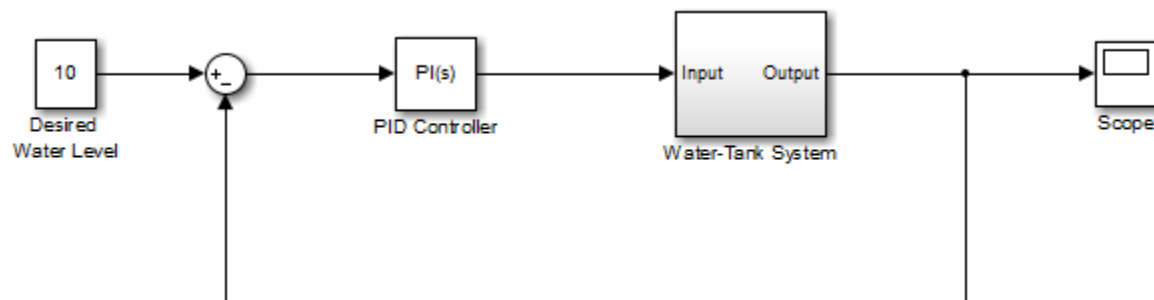 10
Desired
Water Level
+
−
PI(s)
PID Controller
Input
Output
Water-Tank System
Scope